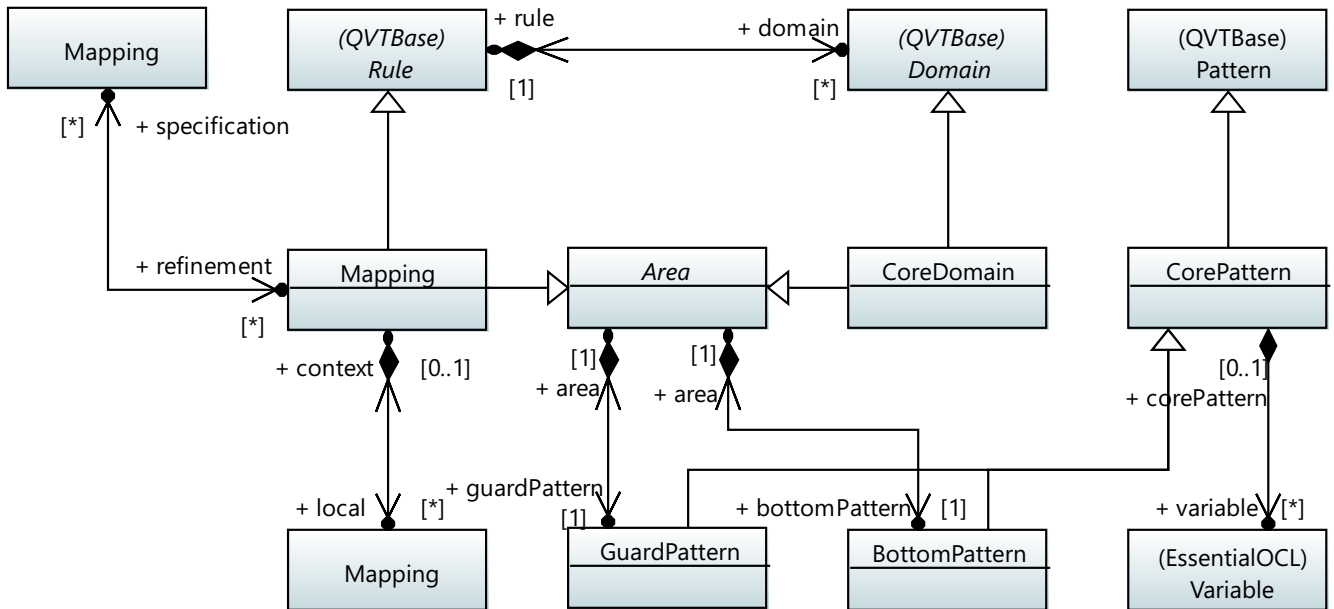 + rule
Mapping
(QVTBase)
Rule
+ domain
(QVTBase)
Domain
(QVTBase)
Pattern
[1]
[*]
[*]
+ specification
+ refinement
[*]
Mapping
Area
CoreDomain
CorePattern
+ context
[0..1]
[1]
+ area
[1]
+ area
[0..1]
+ corePattern
+ local
[*]
+ guardPattern
[1]
+ bottomPattern
[1]
+ variable
[*]
Mapping
GuardPattern
BottomPattern
(EssentialOCL)
Variable